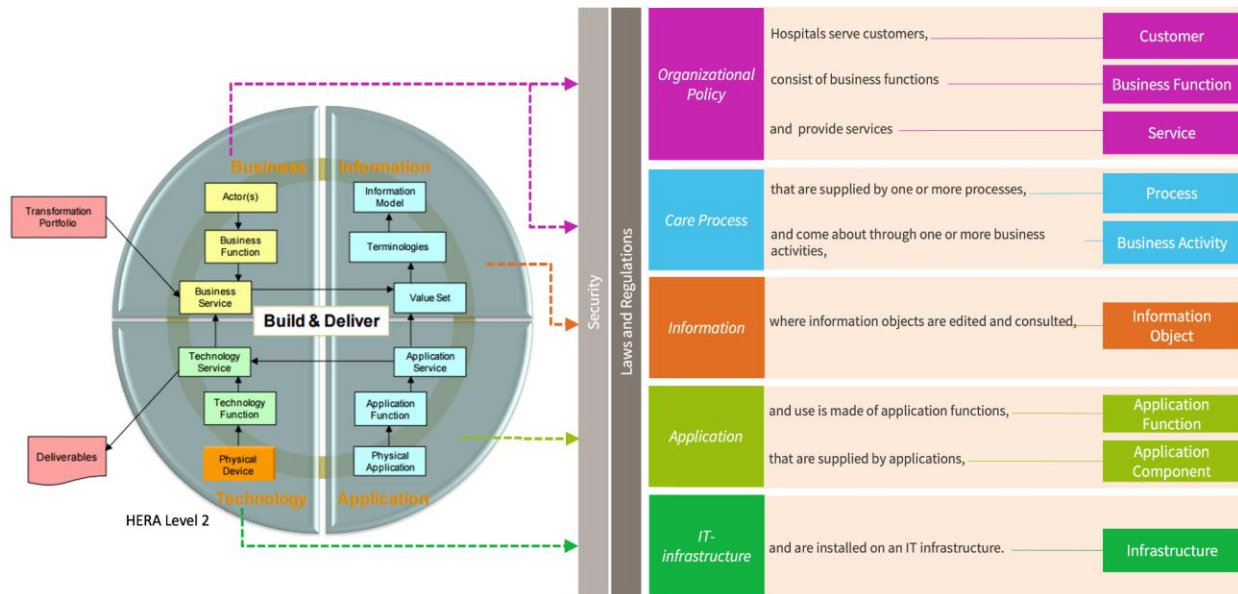 Business
Information
Actor(s)
Information
Model
Transformation
Portfolio
Business
Function
Terminologies
Business
Service
Value Set
Build & Deliver
Technology
Service
Application
Service
Technology
Function
Application
Function
Deliverables
Physical
Device
Physical
Application
Technology
Application
HERA Level 2
Security
Laws and Regulations
Organizational
Policy
Hospitals serve customers,
Customer
consist of business functions
Business Function
and provide services
Service
Care Process
that are supplied by one or more processes,
Process
and come about through one or more business
activities,
Business Activity
Information
where information objects are edited and consulted,
Information
Object
Application
and use is made of application functions,
Application
Function
that are supplied by applications,
Application
Component
IT-
infrastructure
and are installed on an IT infrastructure.
Infrastructure